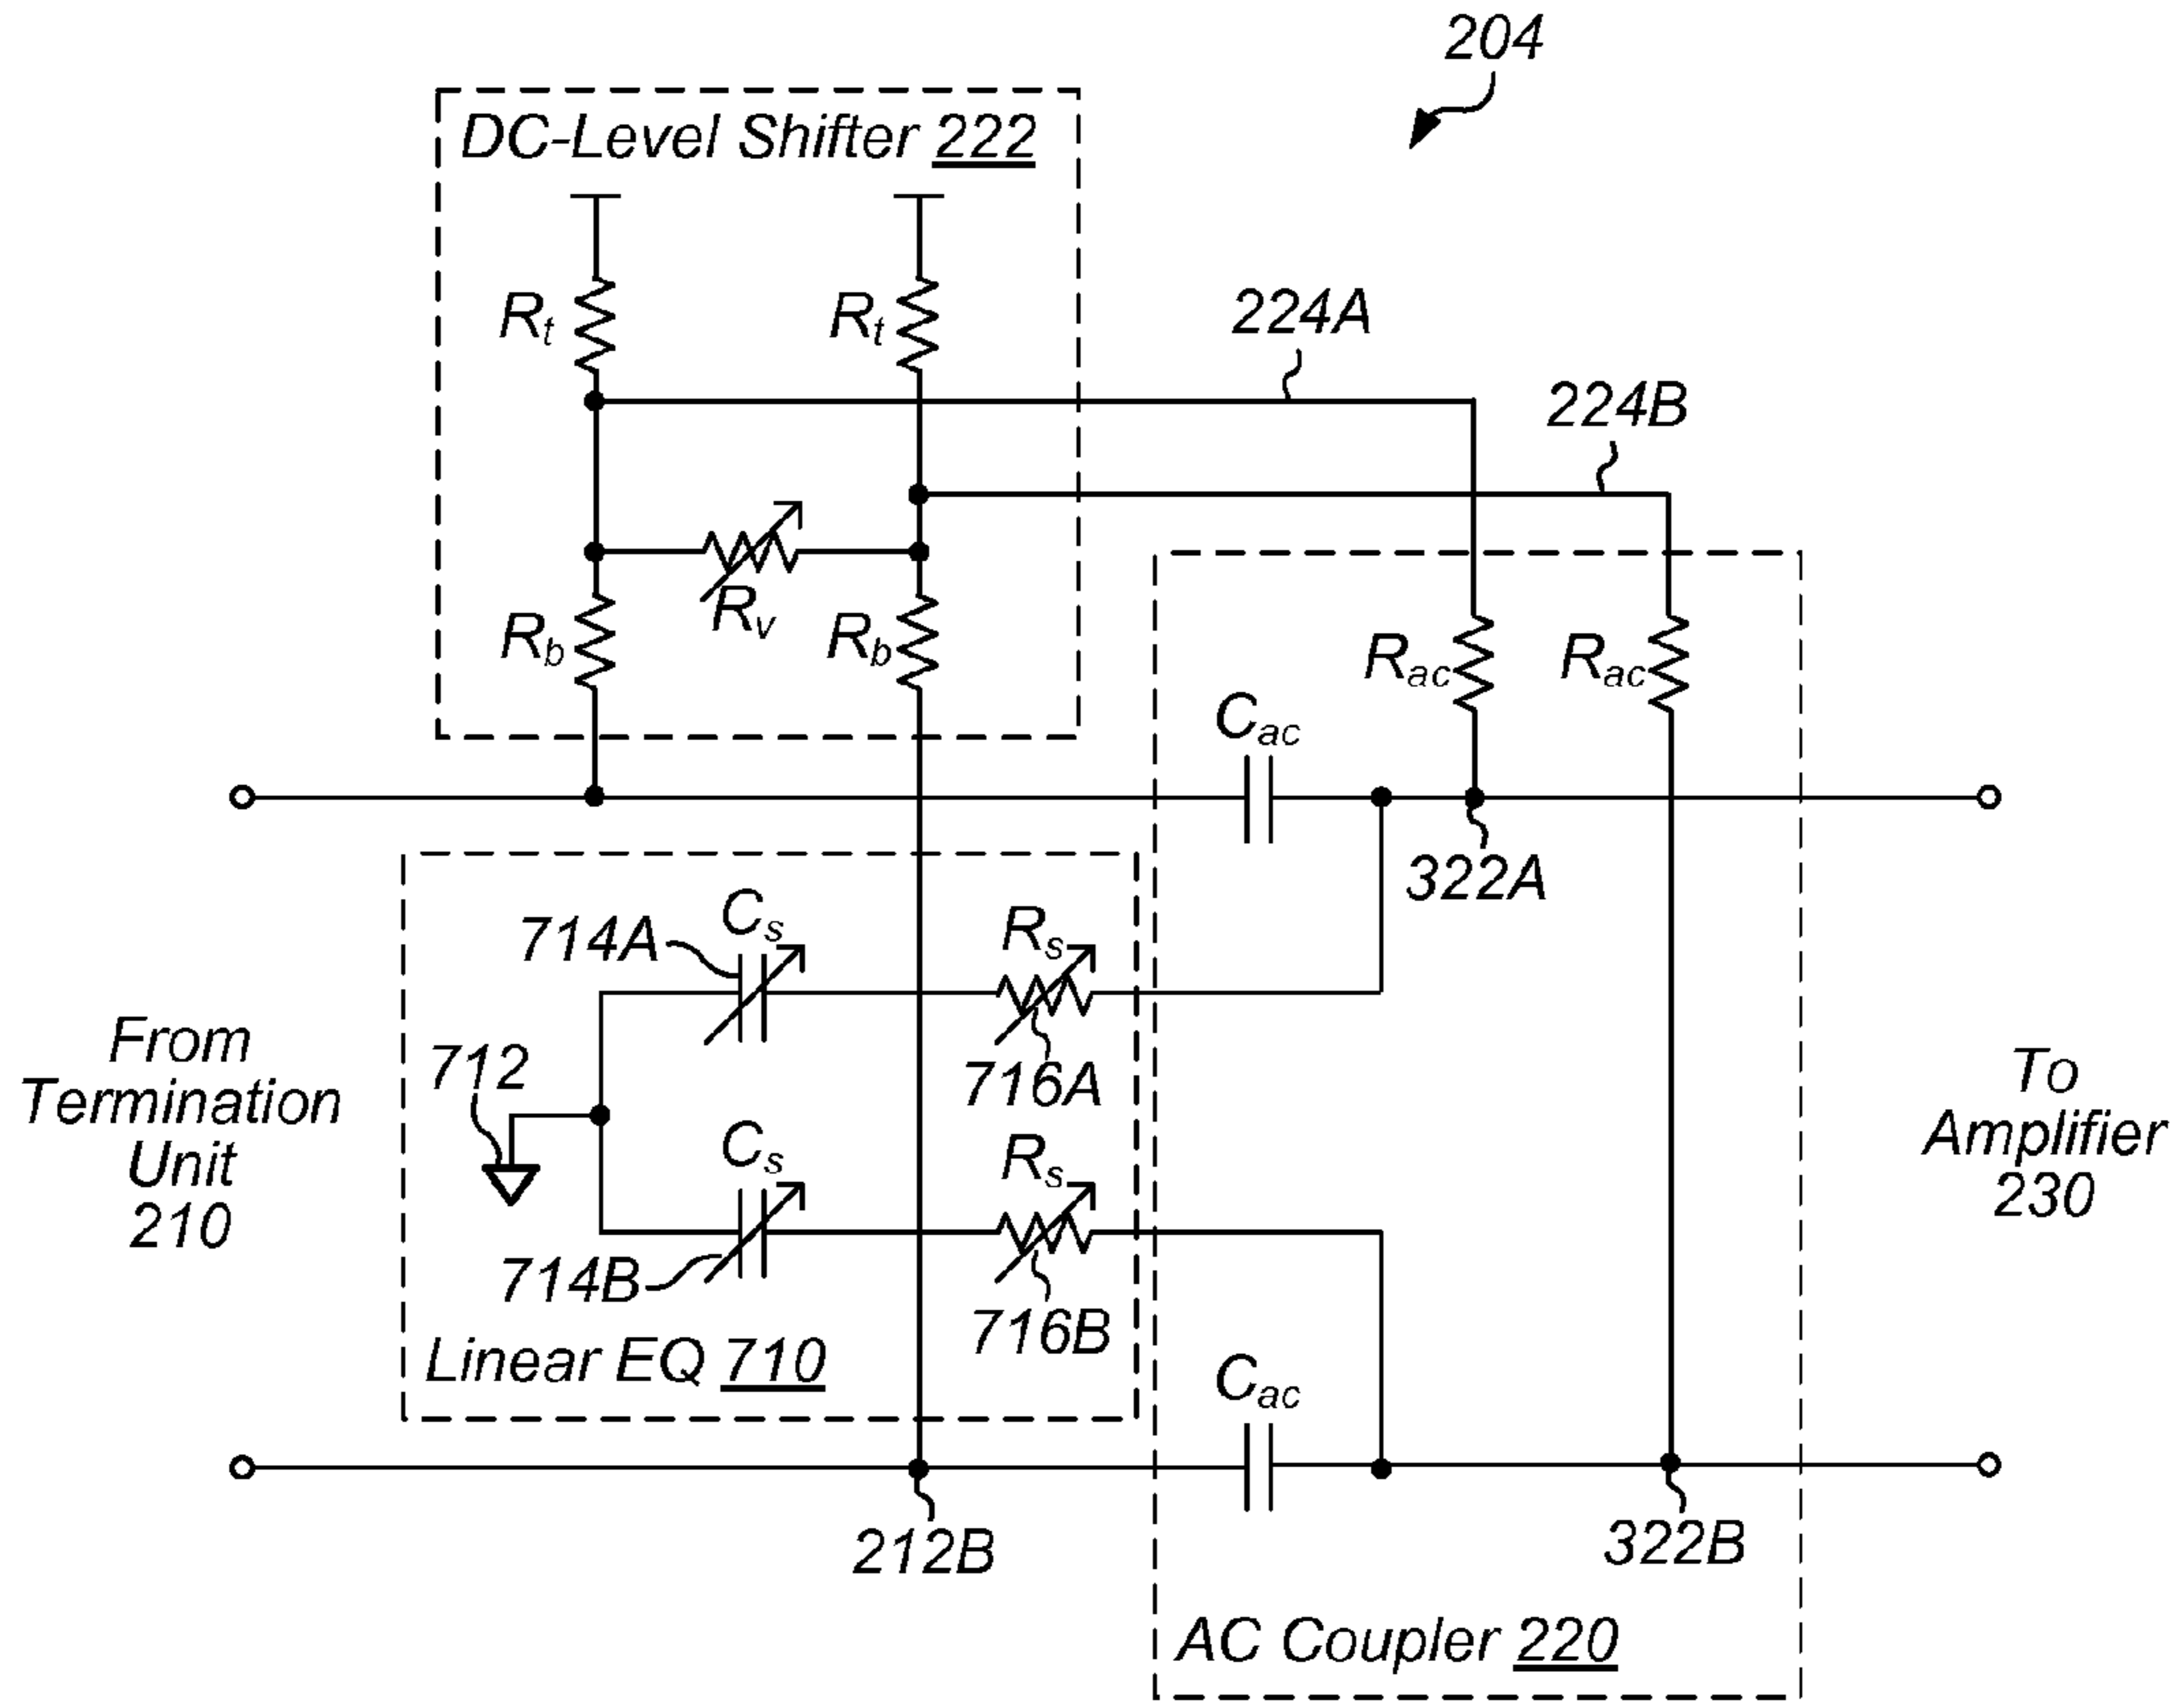 204
DC-Level Shifter 222
Rt
Rt
224A
224B
Rv
Rb
Rb
Rac
Rac
Cac
322A
714A
Cs
Rs
716A
From
Termination
Unit
210
712
To
Amplifier
230
Cs
Rs
714B
716B
Linear EQ 710
Cac
212B
322B
AC Coupler 220